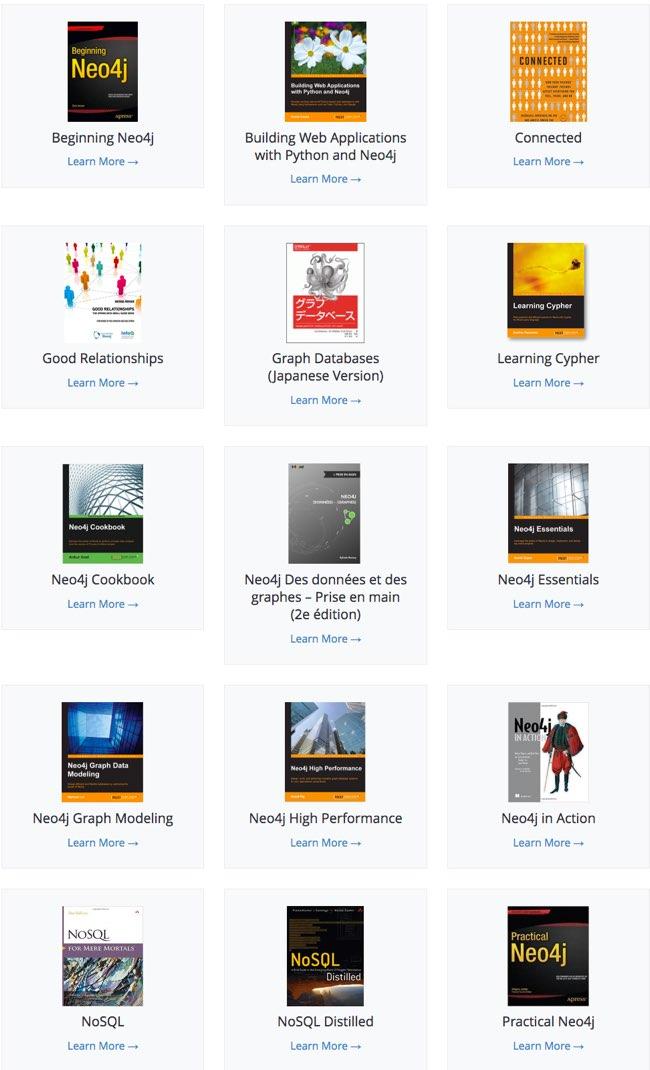 Beginning
Neo4j
apress
Beginning Neo4j
Learn More →
Building Web Applications
with Python and Neo4j
Building Web Applications
with Python and Neo4j
Learn More →
CONNECTED
Connected
Learn More →
GOOD RELATIONSHIPS
Good Relationships
Learn More →
グラフ
データベース
Graph Databases
(Japanese Version)
Learn More →
Learning Cypher
Learning Cypher
Learn More →
Neo4j Cookbook
Neo4j Cookbook
Learn More →
NEO4J
Neo4j Des données et des
graphes – Prise en main
(2e édition)
Learn More →
Neo4j Essentials
Neo4j Essentials
Learn More →
Neo4j Graph Data
Modeling
Neo4j Graph Modeling
Learn More →
Neo4j High Performance
Neo4j High Performance
Learn More →
Neo4j
IN ACTION
Neo4j in Action
Learn More →
NoSQL
FOR MERE MORTALS
NoSQL
Learn More →
NoSQL
Distilled
NoSQL Distilled
Learn More →
Practical
Neo4j
apress
Practical Neo4j
Learn More →